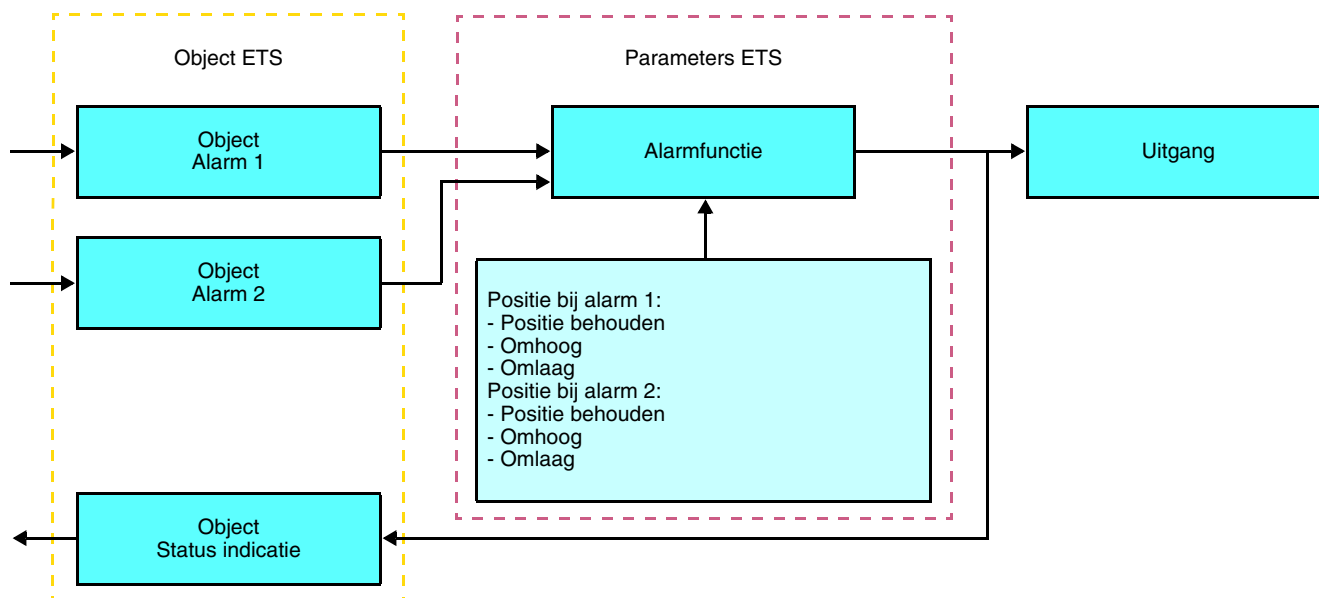 Object ETS
Parameters ETS
Object
Alarm 1
Alarmfunctie
Uitgang
Object
Alarm 2
Positie bij alarm 1:
- Positie behouden
- Omhoog
- Omlaag
Positie bij alarm 2:
- Positie behouden
- Omhoog
- Omlaag
Object
Status indicatie